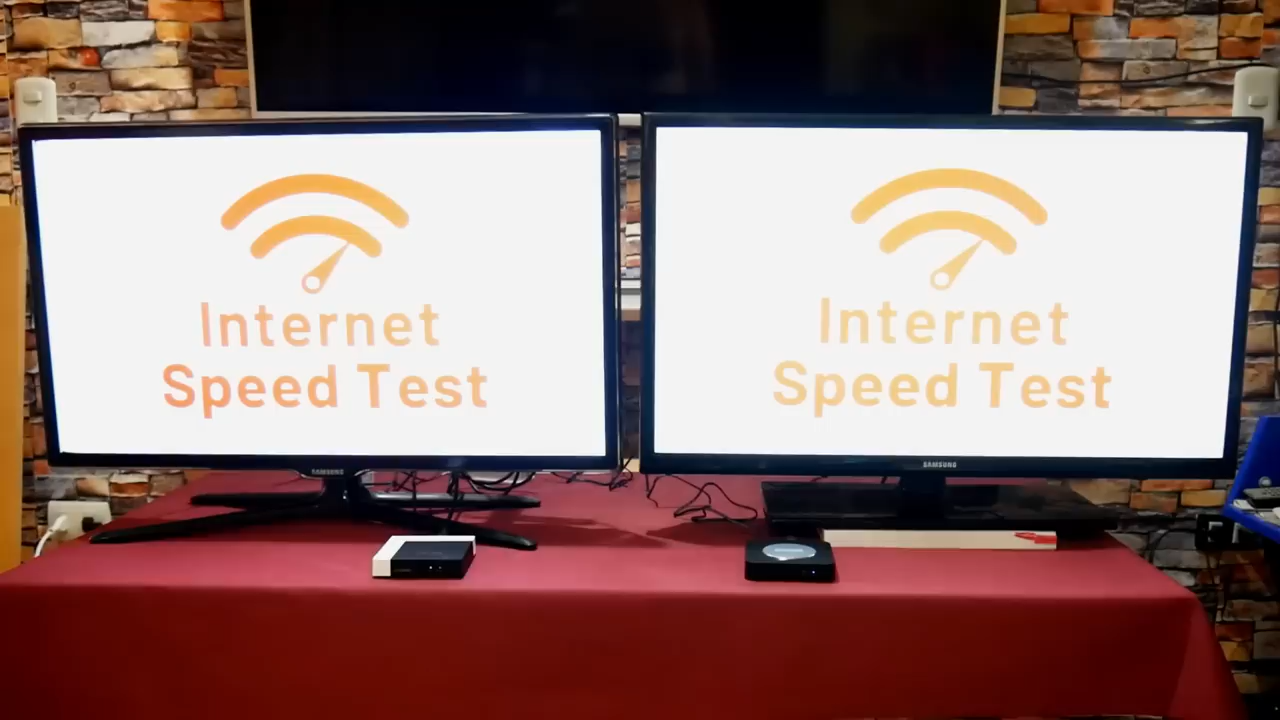 Internet
Speed Test
SAMSUNG
Internet
Speed Test
SAMSUNG